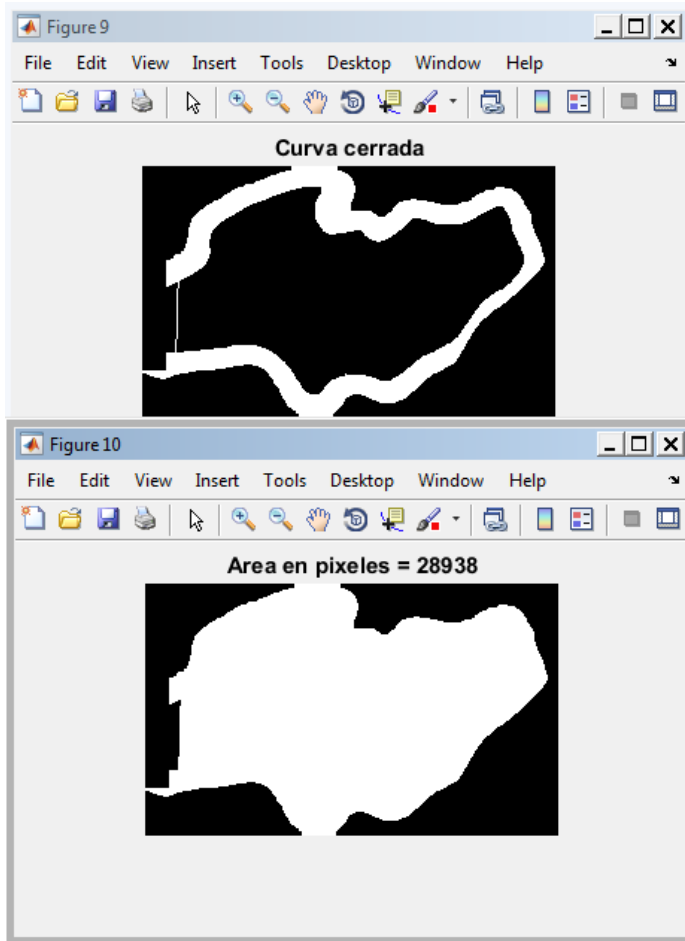 Figure 9
File Edit View Insert Tools Desktop Window Help
Curva cerrada
Figure 10
File Edit View Insert Tools Desktop Window Help
Area en pixeles = 28938